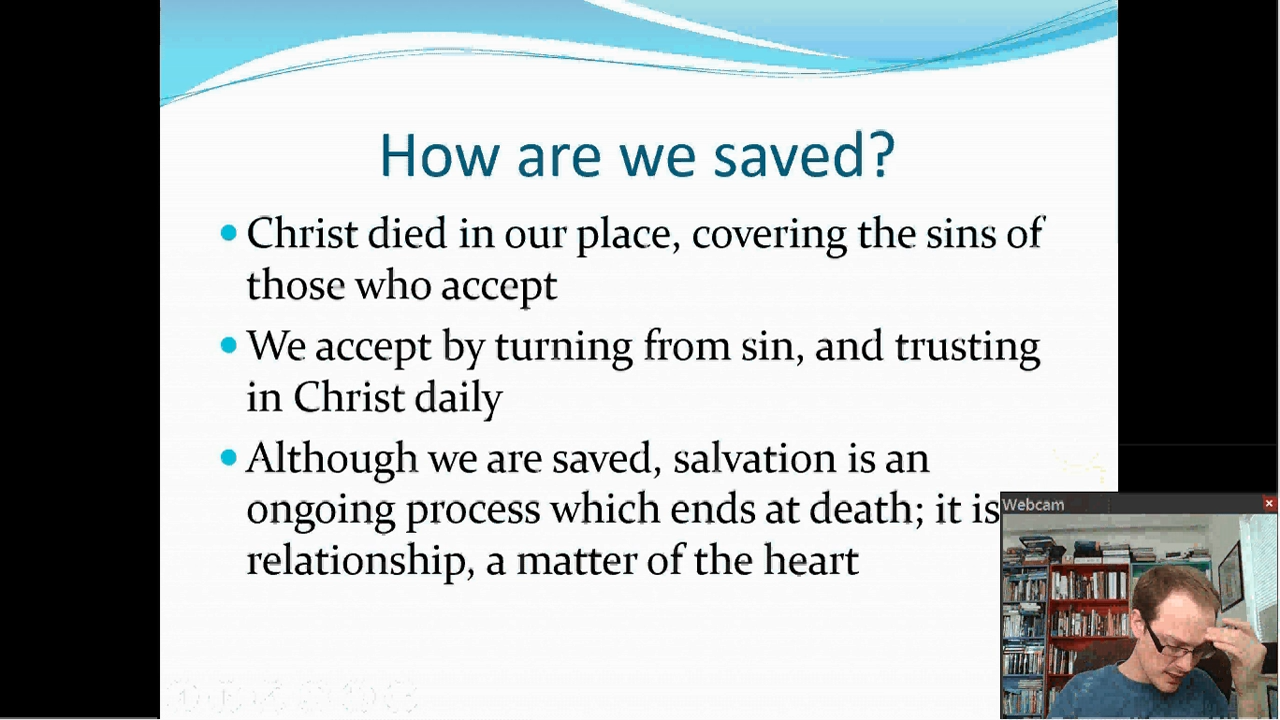 How are we saved?
• Christ died in our place, covering the sins of
those who accept
• We accept by turning from sin, and trusting
in Christ daily
• Although we are saved, salvation is an
ongoing process which ends at death; it is
relationship, a matter of the heart
Webcam